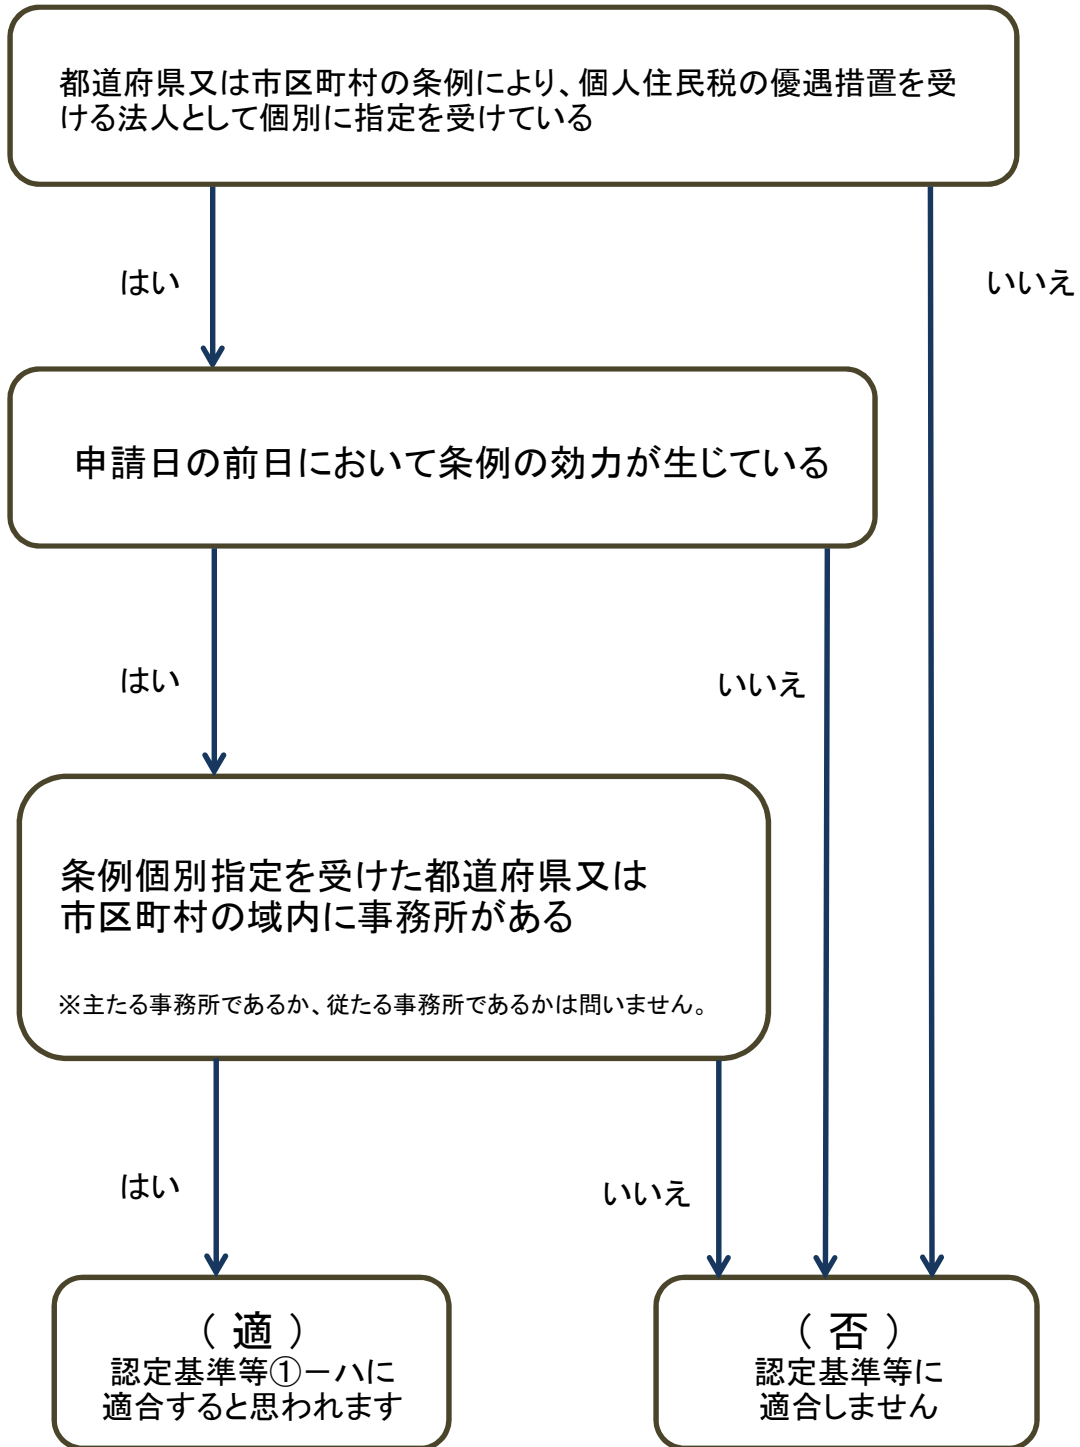 都道府県又は市区町村の条例により、個人住民税の優遇措置を受
ける法人として個別に指定を受けている
はい
いいえ
申請日の前日において条例の効力が生じている
はい
いいえ
条例個別指定を受けた都道府県又は
市区町村の域内に事務所がある
※主たる事務所であるか、従たる事務所であるかは問いません。
はい
いいえ
（ 適 ）
認定基準等①－ハに
適合すると思われます
（ 否 ）
認定基準等に
適合しません